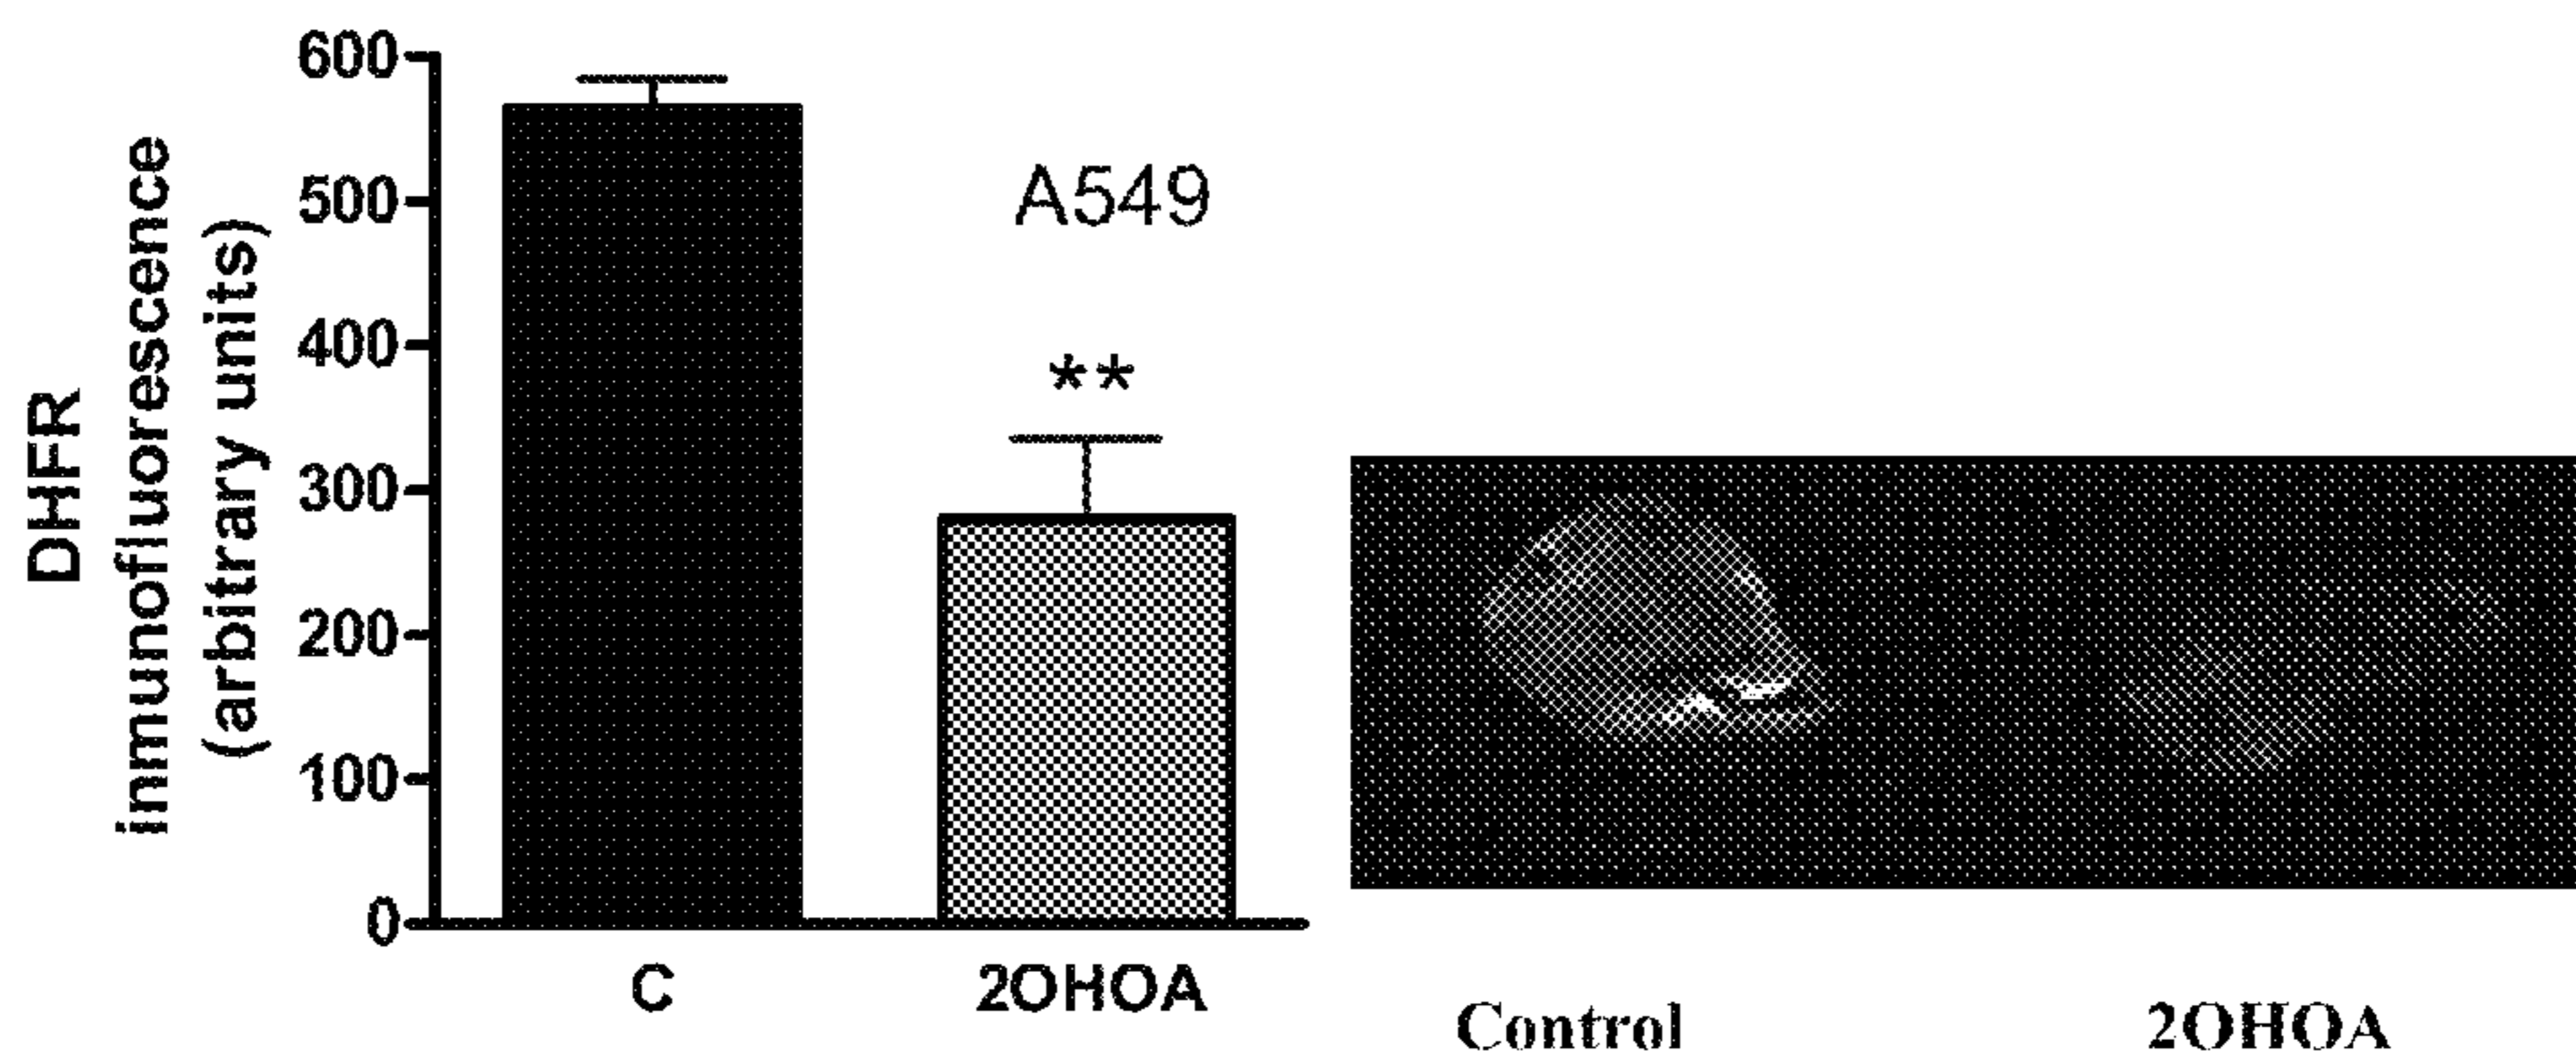 DHFR
inmunofluorescence
(arbitrary units)
600
500
400
300
200
100
0
A549
**
C
2OHOA
Control
2OHOA